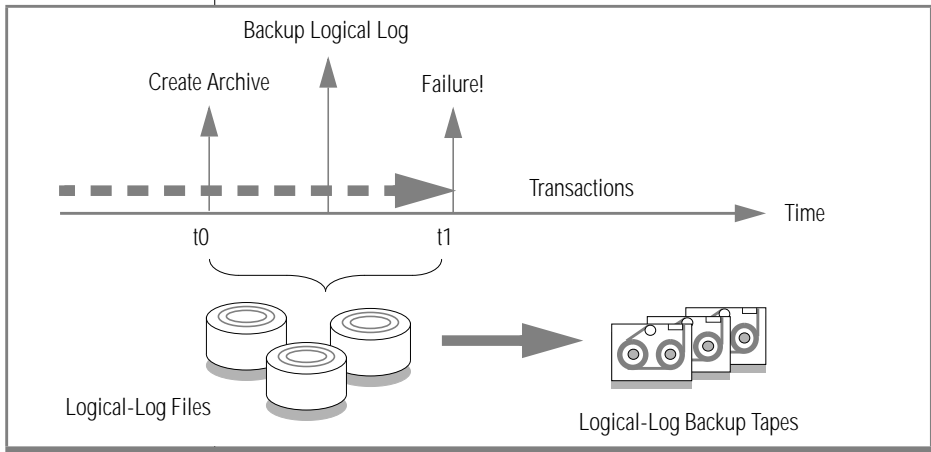 Backup Logical Log
Create Archive
Failure!
Transactions
Time
t0
t1
Logical-Log Files
Logical-Log Backup Tapes